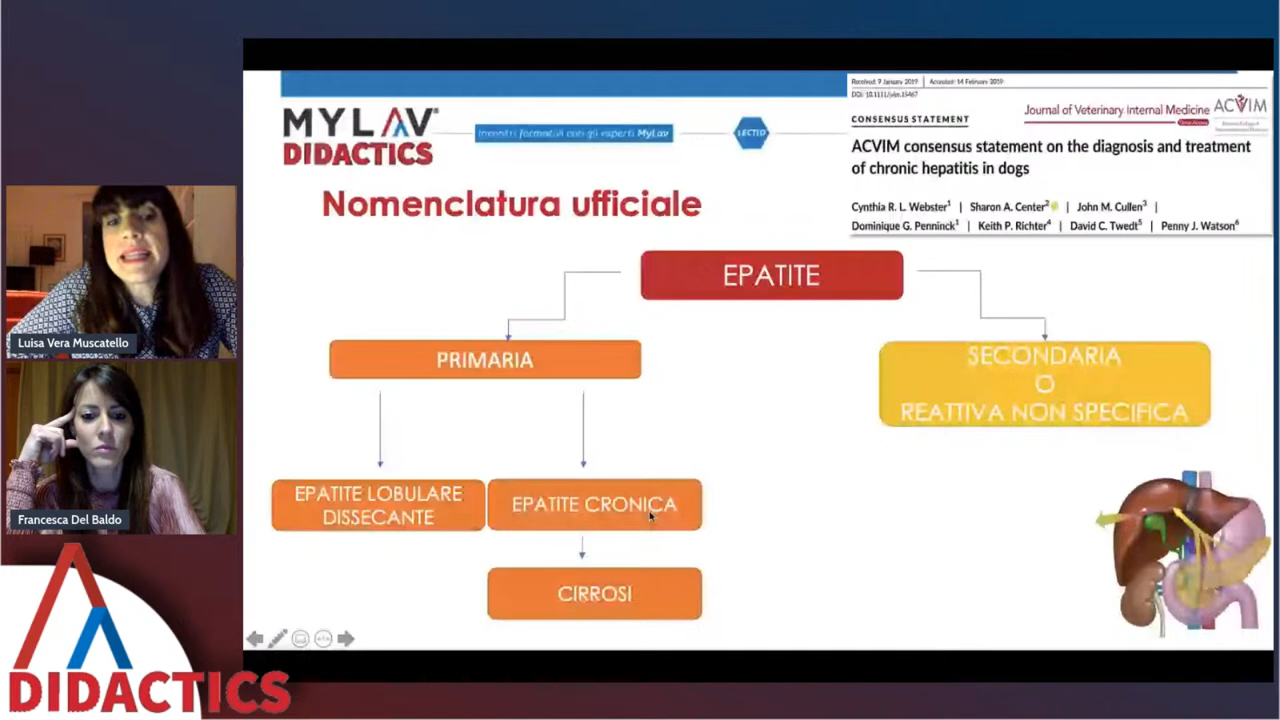 MYLAV
DIDACTICS
Incontri formativi con gli esperti MyLav
LECTIO
Received: 9 January 2019 | Accepted: 14 February 2019
DOI: 10.1111/jvim.15467
CONSENSUS STATEMENT
Journal of Veterinary Internal Medicine
ACVIM
Open Access
ACVIM consensus statement on the diagnosis and treatment
of chronic hepatitis in dogs
Cynthia R. L. Webster1 | Sharon A. Center2 | John M. Cullen3 |
Dominique G. Penninck1 | Keith P. Richter4 | David C. Twedt5 | Penny J. Watson6
Nomenclatura ufficiale
EPATITE
PRIMARIA
SECONDARIA
O
REATTIVA NON SPECIFICA
EPATITE LOBULARE
DISSECANTE
EPATITE CRONICA
CIRROSI
Luisa Vera Muscatello
Francesca Del Baldo
DIDACTICS